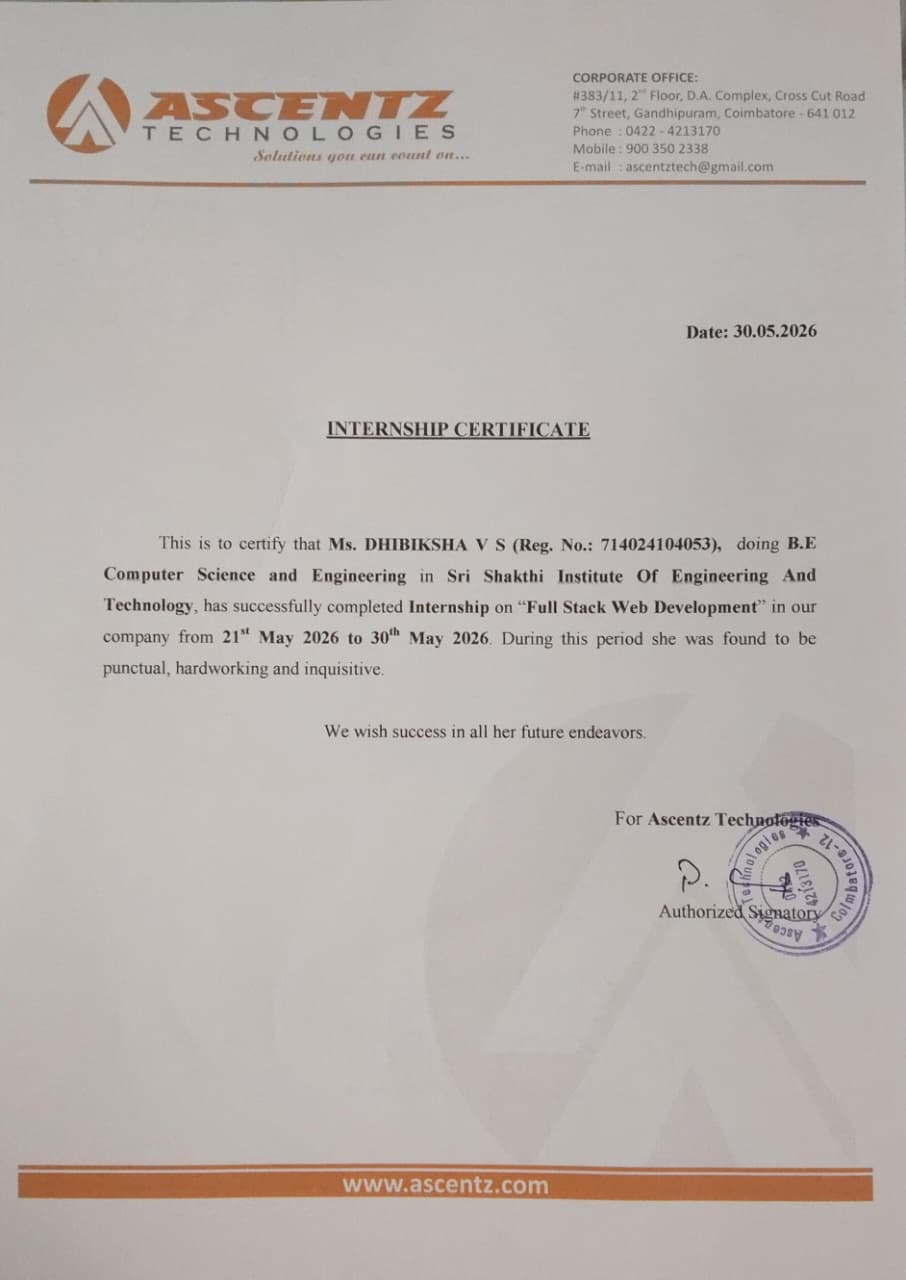 ASCENTZ
TECHNOLOGIES
Solutions you can count on...
CORPORATE OFFICE:
#383/11, 2nd Floor, D.A. Complex, Cross Cut Road
7th Street, Gandhipuram, Coimbatore - 641 012
Phone : 0422 - 4213170
Mobile : 900 350 2338
E-mail : ascentztech@gmail.com
Date: 30.05.2026
INTERNSHIP CERTIFICATE
This is to certify that Ms. DHIBIKSHA V S (Reg. No.: 714024104053), doing B.E
Computer Science and Engineering in Sri Shakthi Institute Of Engineering And
Technology, has successfully completed Internship on “Full Stack Web Development” in our
company from 21st May 2026 to 30th May 2026. During this period she was found to be
punctual, hardworking and inquisitive.
We wish success in all her future endeavors.
For Ascentz Technologies
Authorized Signatory
Ascentz Technologies ★ Coimbatore-12 ★
4213170
www.ascentz.com